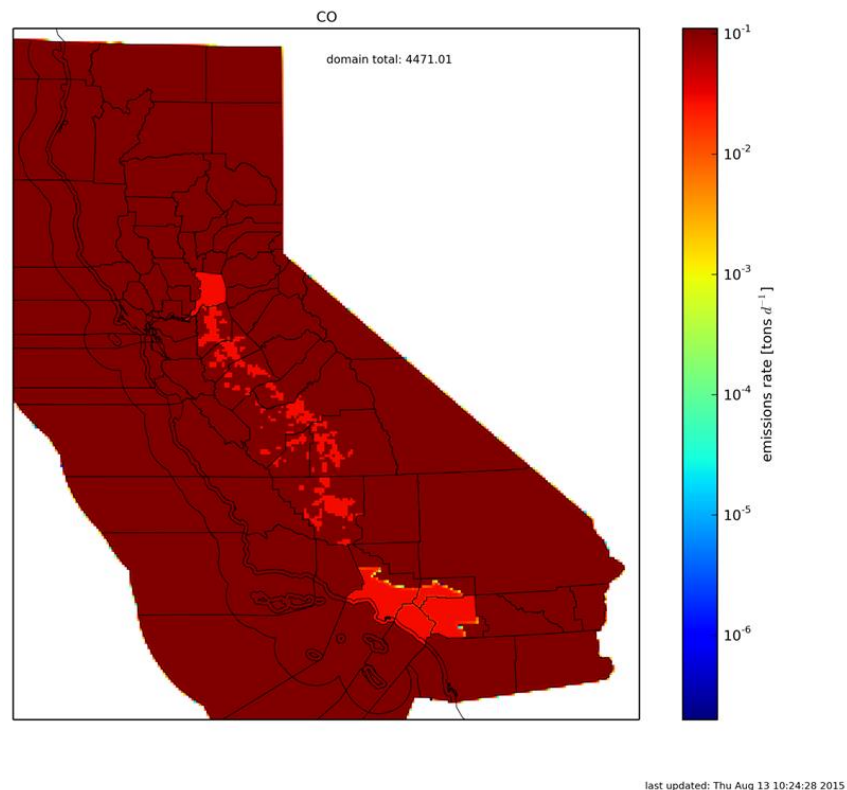 CO
domain total: 4471.01
10⁻¹
10⁻²
10⁻³
10⁻⁴
10⁻⁵
10⁻⁶
emissions rate [tons d⁻¹]
last updated: Thu Aug 13 10:24:28 2015